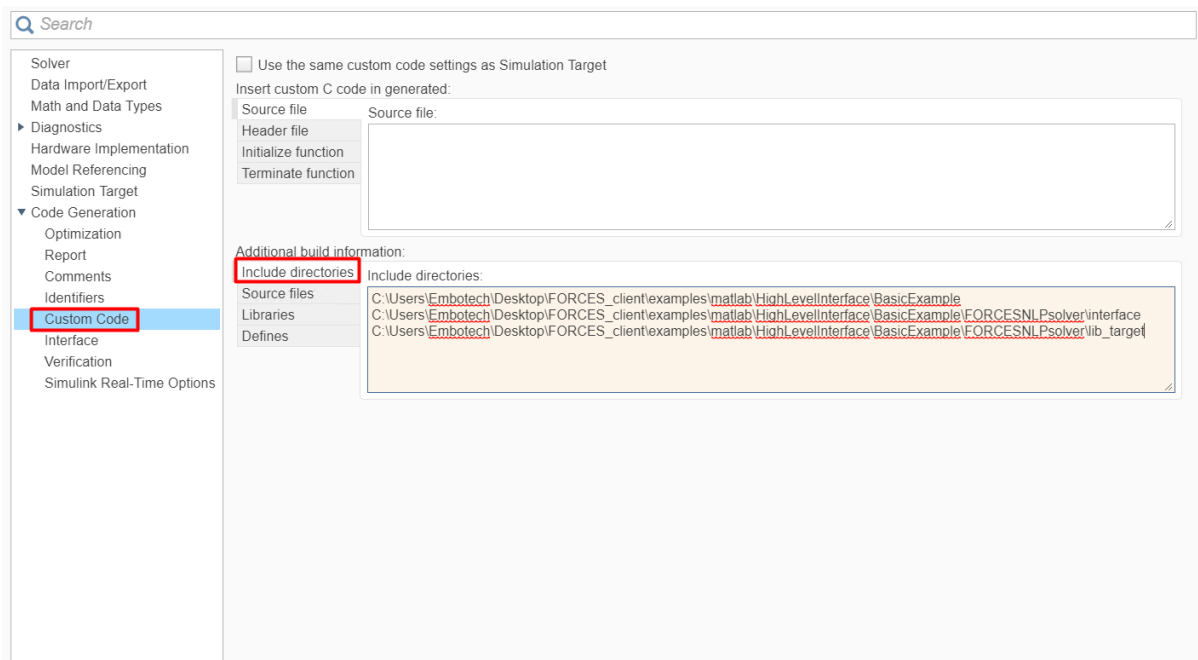 Search
Solver
Data Import/Export
Math and Data Types
Diagnostics
Hardware Implementation
Model Referencing
Simulation Target
Code Generation
Optimization
Report
Comments
Identifiers
Custom Code
Interface
Verification
Simulink Real-Time Options
Use the same custom code settings as Simulation Target
Insert custom C code in generated:
Source file
Header file
Initialize function
Terminate function
Source file:
Additional build information:
Include directories
Source files
Libraries
Defines
Include directories:
C:\Users\Embotech\Desktop\FORCES_client\examples\matlab\HighLevelInterface\BasicExample
C:\Users\Embotech\Desktop\FORCES_client\examples\matlab\HighLevelInterface\BasicExample\FORCESNLPsolver\interface
C:\Users\Embotech\Desktop\FORCES_client\examples\matlab\HighLevelInterface\BasicExample\FORCESNLPsolver\lib_target